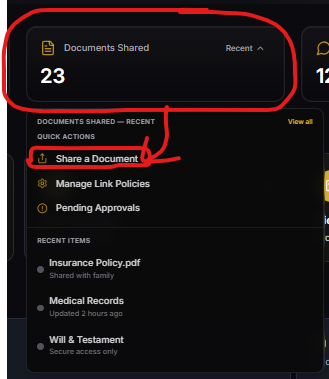 Documents Shared
Recent
23
12
DOCUMENTS SHARED — RECENT
View all
QUICK ACTIONS
Share a Document
Manage Link Policies
Pending Approvals
RECENT ITEMS
Insurance Policy.pdf
Shared with family
Medical Records
Updated 2 hours ago
Will & Testament
Secure access only